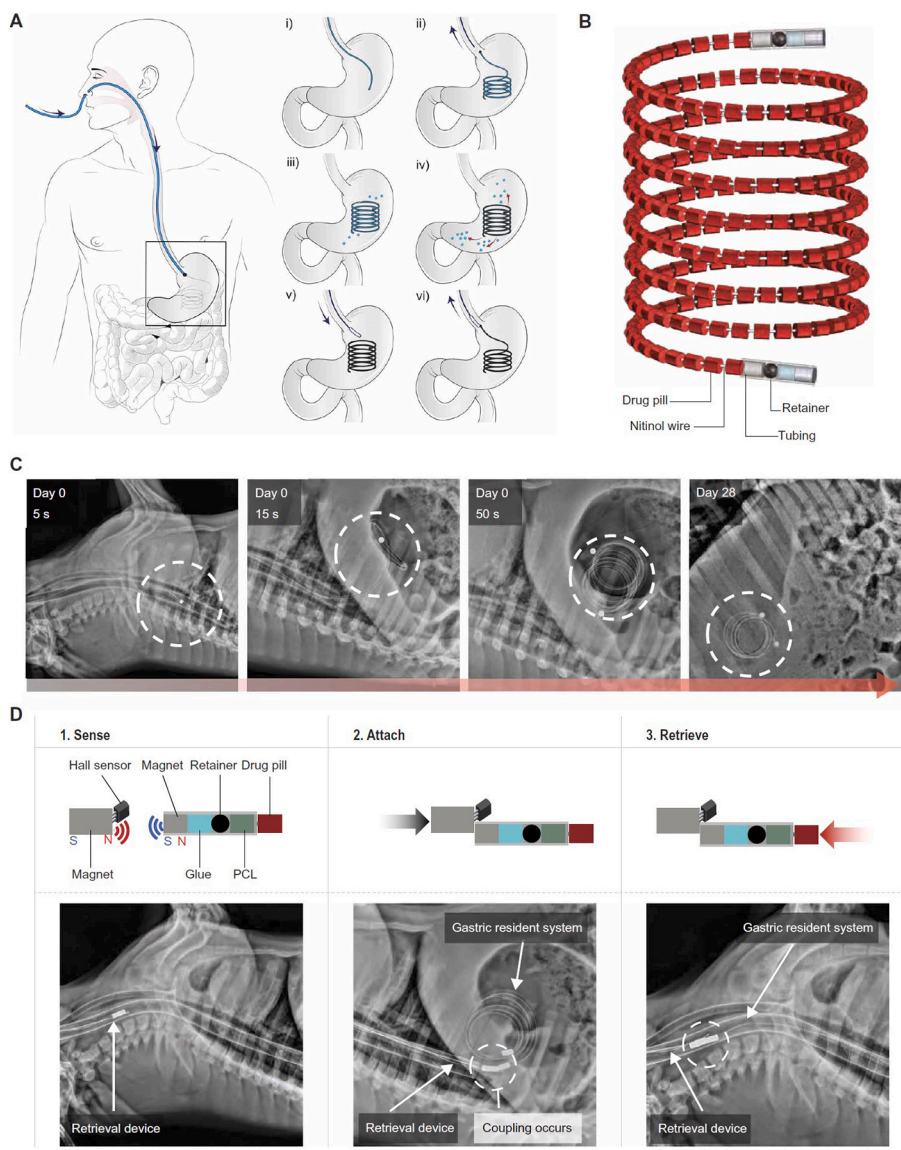 A
i)
ii)
iii)
iv)
v)
vi)
B
Drug pill
Nitinol wire
Retainer
Tubing
C
Day 0
5 s
Day 0
15 s
Day 0
50 s
Day 28
D
1. Sense
2. Attach
3. Retrieve
Hall sensor
Magnet
Retainer
Drug pill
S
N
S
N
Magnet
Glue
PCL
Retrieval device
Gastric resident system
Retrieval device
Coupling occurs
Gastric resident system
Retrieval device